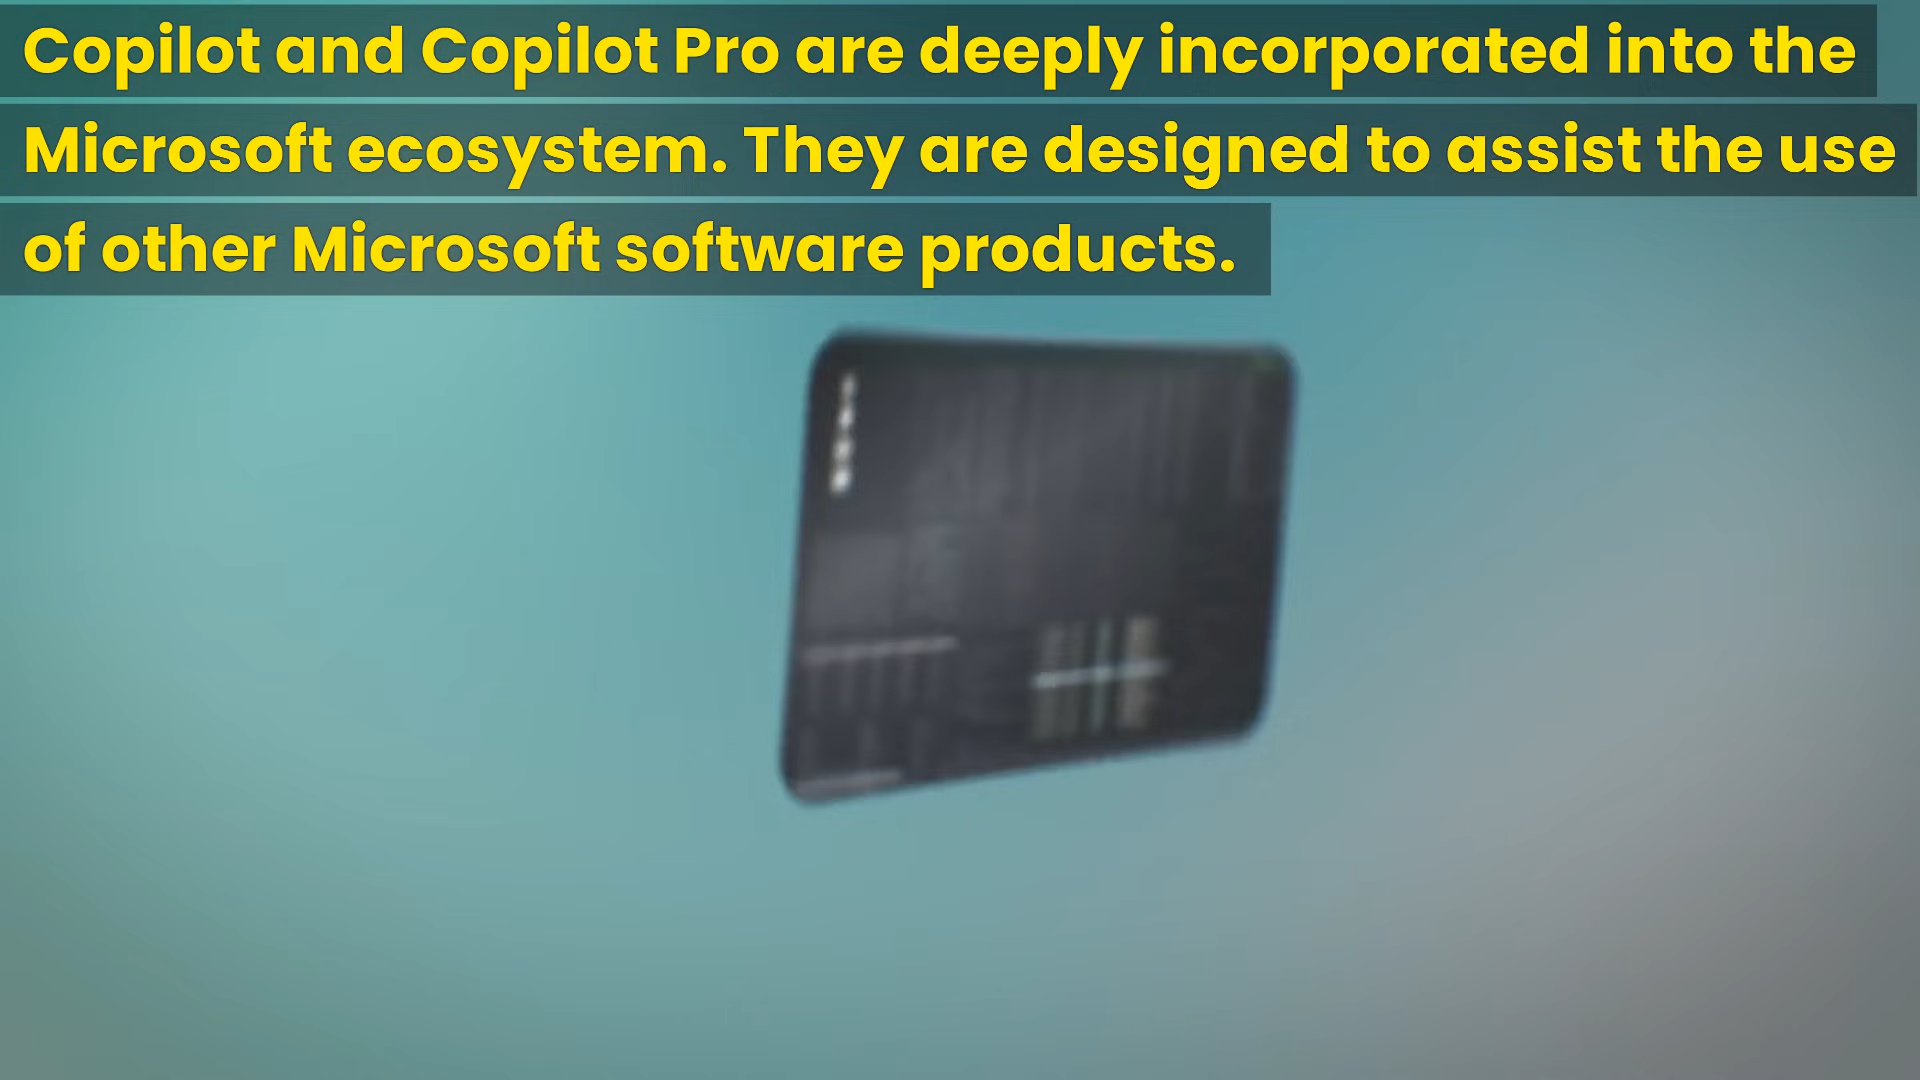 Copilot and Copilot Pro are deeply incorporated into the
Microsoft ecosystem. They are designed to assist the use
of other Microsoft software products.